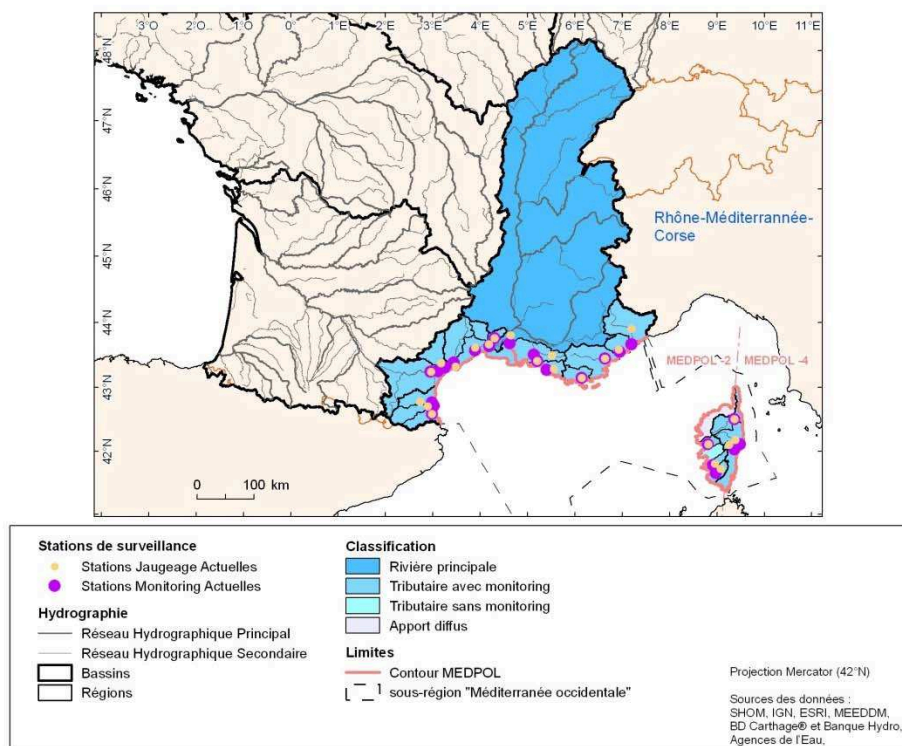 3°O 2°O 1°O 0° 1°E 2°E 3°E 4°E 5°E 6°E 7°E 8°E 9°E 10°E 11°E
48°N
47°N
46°N
45°N
44°N
43°N
42°N
Rhône-Méditerrannée-
Corse
MEDPOL -2 MEDPOL -4
0 100 km
Stations de surveillance
Stations Jaugeage Actuelles
Stations Monitoring Actuelles
Hydrographie
Réseau Hydrographique Principal
Réseau Hydrographique Secondaire
Bassins
Régions
Classification
Rivière principale
Tributaire avec monitoring
Tributaire sans monitoring
Apport diffus
Limites
Contour MEDPOL
sous-région "Méditerranée occidentale"
Projection Mercator (42°N)
Sources des données :
SHOM, IGN, ESRI, MEEDDM,
BD Carthage® et Banque Hydro,
Agences de l'Eau,